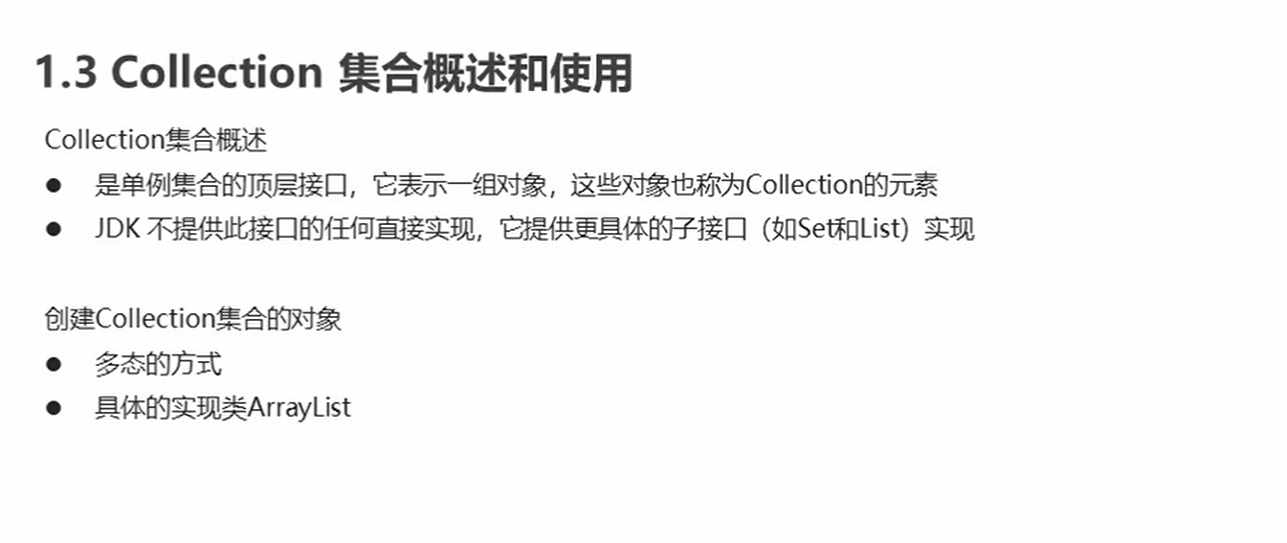 1.3 Collection 集合概述和使用
Collection集合概述
● 是单例集合的顶层接口，它表示一组对象，这些对象也称为Collection的元素
● JDK 不提供此接口的任何直接实现，它提供更具体的子接口（如Set和List）实现
创建Collection集合的对象
● 多态的方式
● 具体的实现类ArrayList